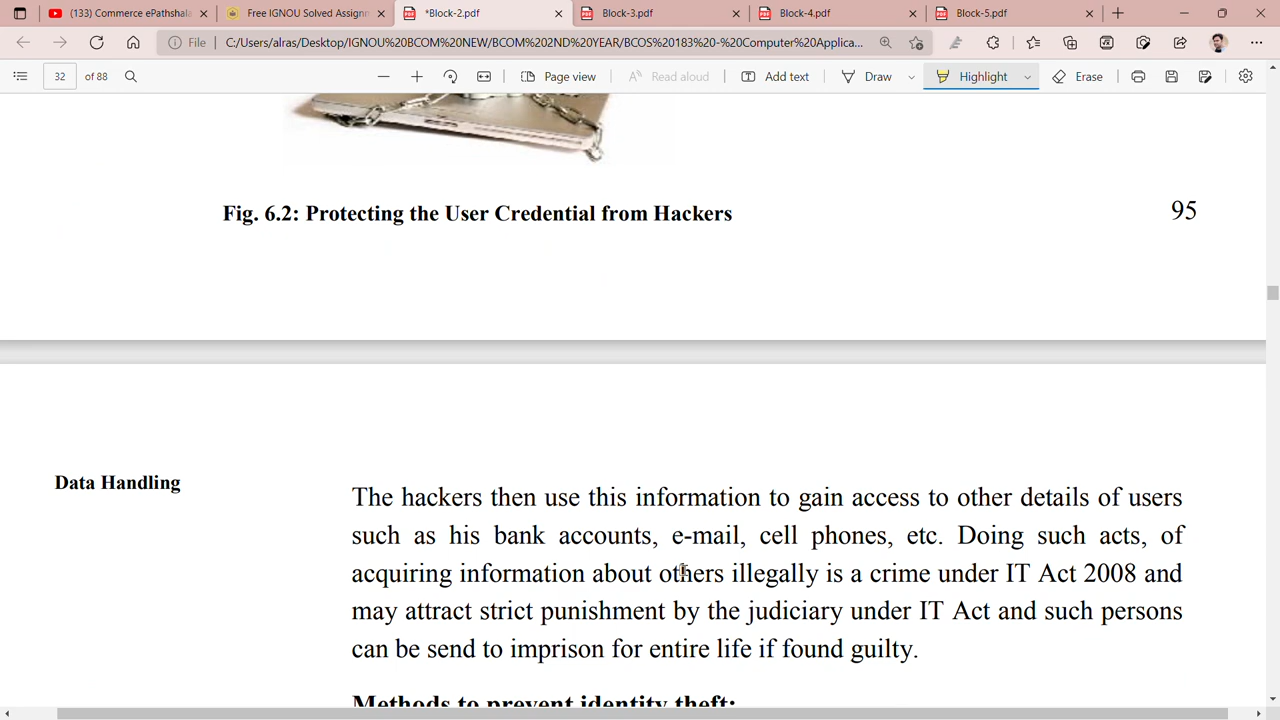 (133) Commerce ePathshala
Free IGNOU Solved Assignm
*Block-2.pdf
Block-3.pdf
Block-4.pdf
Block-5.pdf
File
C:/Users/alras/Desktop/IGNOU%20BCOM%20NEW/BCOM%202ND%20YEAR/BCOS%20183%20-%20Computer%20Applica...
32 of 88
Page view
Read aloud
Add text
Draw
Highlight
Erase
Fig. 6.2: Protecting the User Credential from Hackers
95
Data Handling
The hackers then use this information to gain access to other details of users
such as his bank accounts, e-mail, cell phones, etc. Doing such acts, of
acquiring information about others illegally is a crime under IT Act 2008 and
may attract strict punishment by the judiciary under IT Act and such persons
can be send to imprison for entire life if found guilty.
Methods to prevent identity theft: